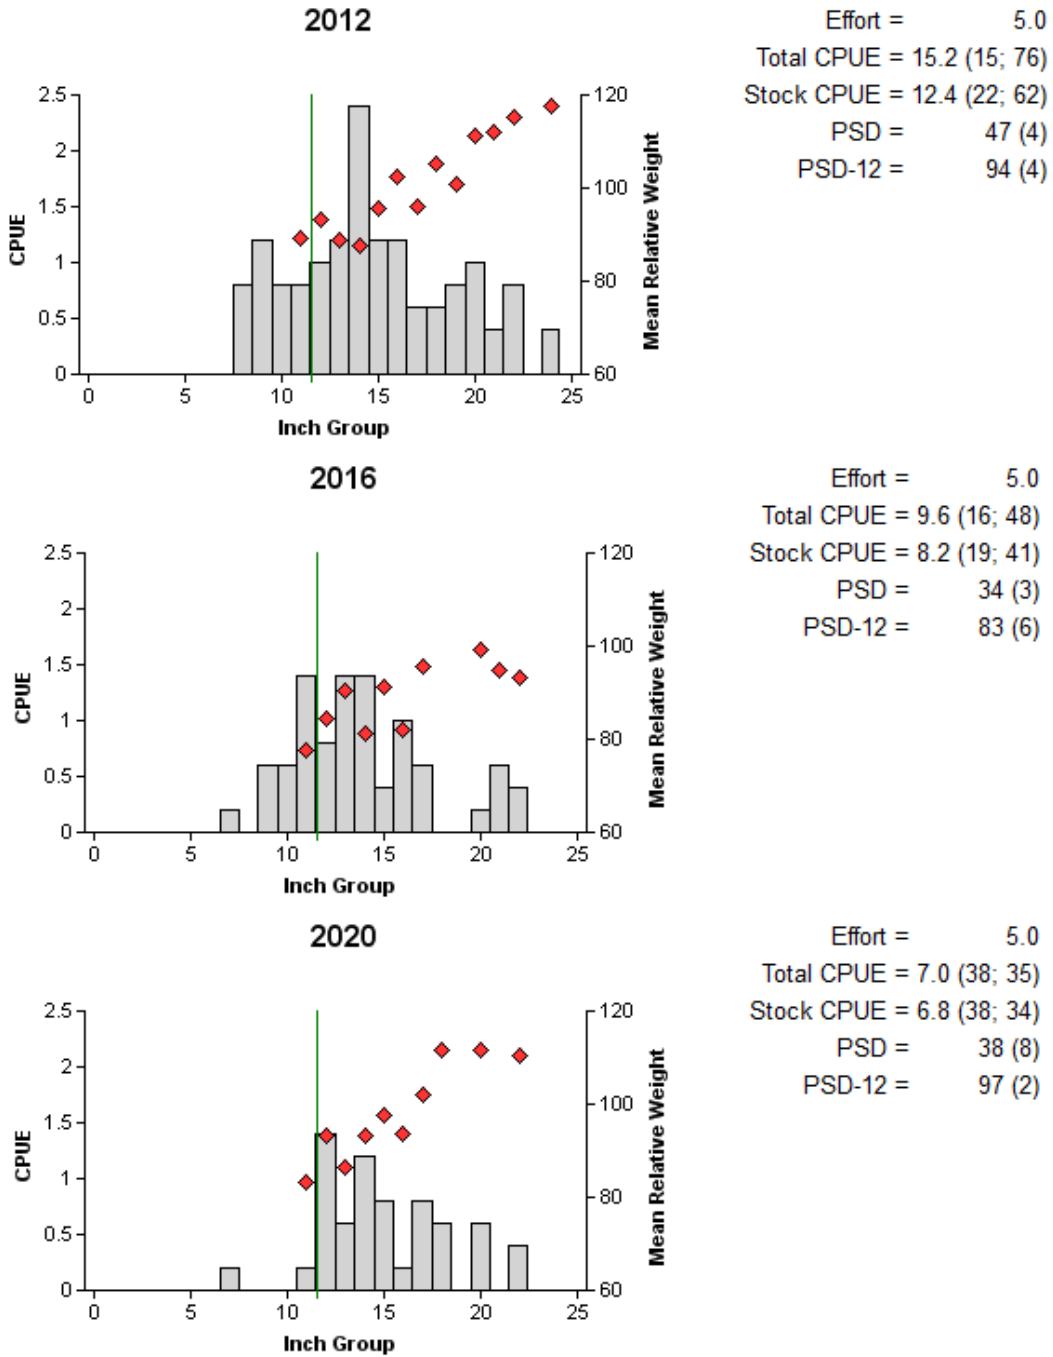 2012
Effort = 5.0
Total CPUE = 15.2 (15; 76)
Stock CPUE = 12.4 (22; 62)
PSD = 47 (4)
PSD-12 = 94 (4)
2.5
2
1.5
1
0.5
0
CPUE
120
100
80
60
Mean Relative Weight
0 5 10 15 20 25
Inch Group
2016
Effort = 5.0
Total CPUE = 9.6 (16; 48)
Stock CPUE = 8.2 (19; 41)
PSD = 34 (3)
PSD-12 = 83 (6)
2.5
2
1.5
1
0.5
0
CPUE
120
100
80
60
Mean Relative Weight
0 5 10 15 20 25
Inch Group
2020
Effort = 5.0
Total CPUE = 7.0 (38; 35)
Stock CPUE = 6.8 (38; 34)
PSD = 38 (8)
PSD-12 = 97 (2)
2.5
2
1.5
1
0.5
0
CPUE
120
100
80
60
Mean Relative Weight
0 5 10 15 20 25
Inch Group